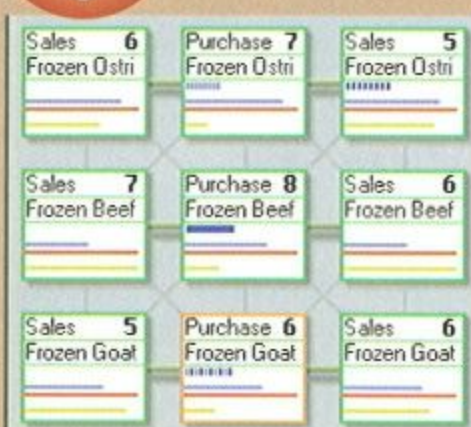 Sales 6
Frozen Ostri
Purchase 7
Frozen Ostri
Sales 5
Frozen Ostri
Sales 7
Frozen Beef
Purchase 8
Frozen Beef
Sales 6
Frozen Beef
Sales 5
Frozen Goat
Purchase 6
Frozen Goat
Sales 6
Frozen Goat